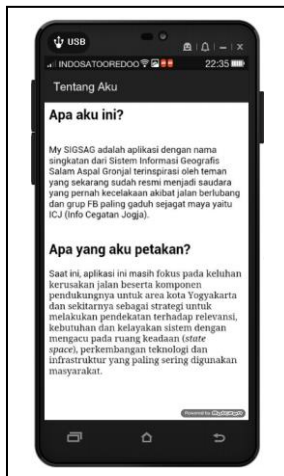 USB
INDOSATOOREDOO 22:35
Tentang Aku
Apa aku ini?
My SIGSAG adalah aplikasi dengan nama
singkatan dari Sistem Informasi Geografis
Salam Aspal Gronjal terinspirasi oleh teman
yang sekarang sudah resmi menjadi saudara
yang pernah kecelakaan akibat jalan berlubang
dan grup FB paling gaduh sejagat maya yaitu
ICJ (Info Cegatan Jogja).
Apa yang aku petakan?
Saat ini, aplikasi ini masih fokus pada keluhan
kerusakan jalan beserta komponen
pendukungnya untuk area kota Yogyakarta
dan sekitarnya sebagai strategi untuk
melakukan pendekatan terhadap relevansi,
kebutuhan dan kelayakan sistem dengan
mengacu pada ruang keadaan (state
space), perkembangan teknologi dan
infrastruktur yang paling sering digunakan
masyarakat.
Powered by